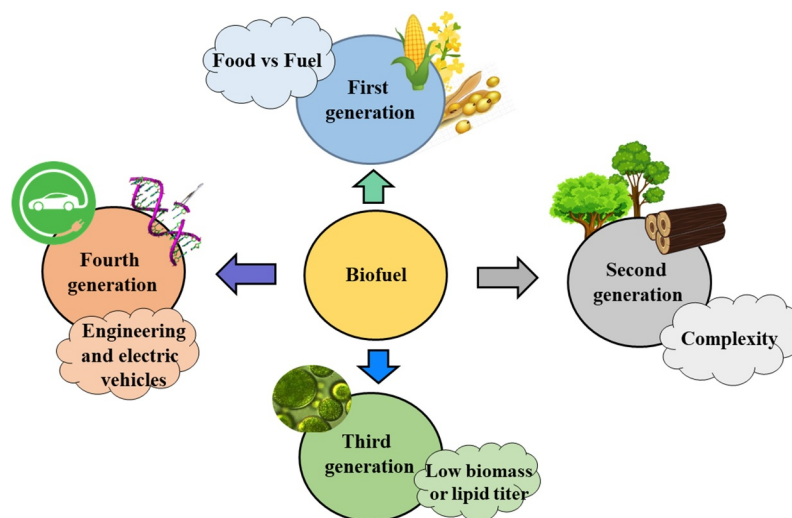 Food vs Fuel
First
generation
Fourth
generation
Engineering
and electric
vehicles
Biofuel
Second
generation
Complexity
Third
generation
Low biomass
or lipid titer